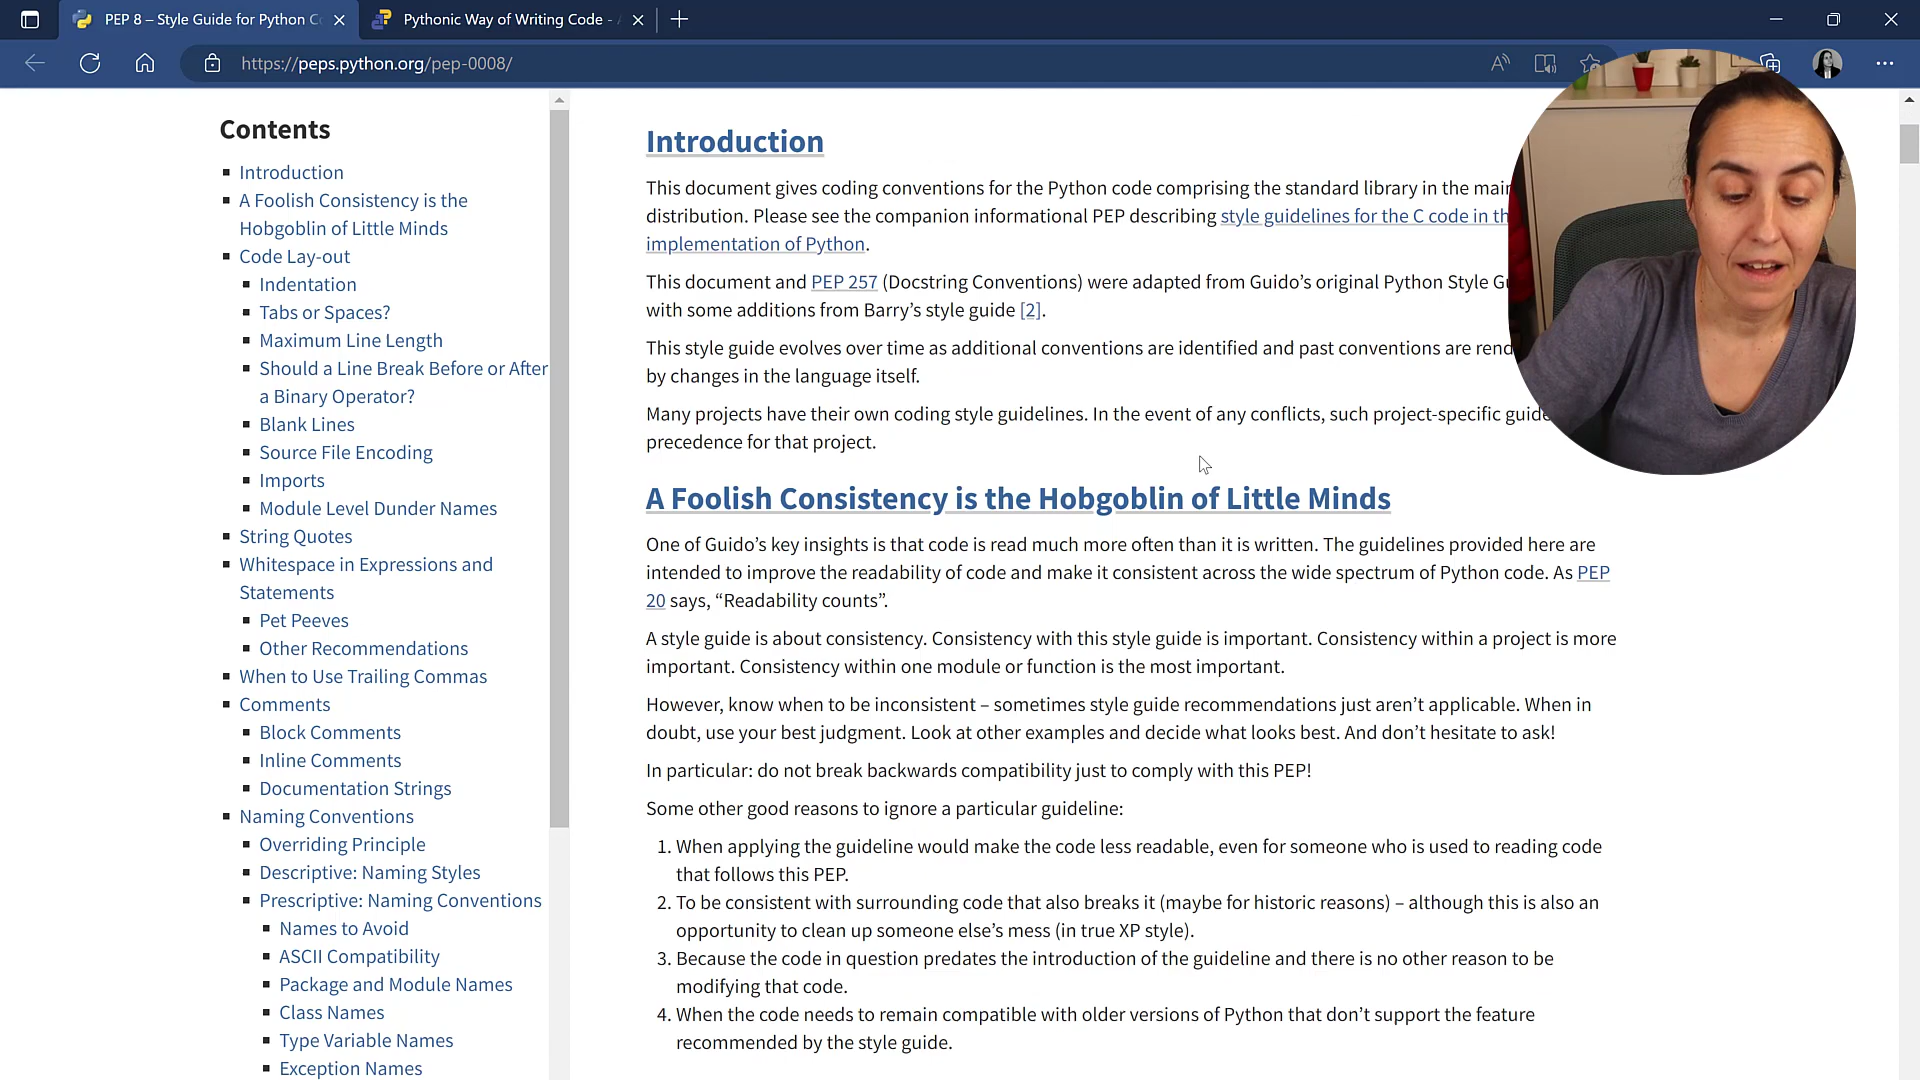 PEP 8 – Style Guide for Python C
Pythonic Way of Writing Code -
https://peps.python.org/pep-0008/
Contents
Introduction
A Foolish Consistency is the
Hobgoblin of Little Minds
Code Lay-out
Indentation
Tabs or Spaces?
Maximum Line Length
Should a Line Break Before or After
a Binary Operator?
Blank Lines
Source File Encoding
Imports
Module Level Dunder Names
String Quotes
Whitespace in Expressions and
Statements
Pet Peeves
Other Recommendations
When to Use Trailing Commas
Comments
Block Comments
Inline Comments
Documentation Strings
Naming Conventions
Overriding Principle
Descriptive: Naming Styles
Prescriptive: Naming Conventions
Names to Avoid
ASCII Compatibility
Package and Module Names
Class Names
Type Variable Names
Exception Names
Introduction
This document gives coding conventions for the Python code comprising the standard library in the main
distribution. Please see the companion informational PEP describing style guidelines for the C code in th
implementation of Python.
This document and PEP 257 (Docstring Conventions) were adapted from Guido’s original Python Style Gu
with some additions from Barry’s style guide [2].
This style guide evolves over time as additional conventions are identified and past conventions are rend
by changes in the language itself.
Many projects have their own coding style guidelines. In the event of any conflicts, such project-specific guide
precedence for that project.
A Foolish Consistency is the Hobgoblin of Little Minds
One of Guido’s key insights is that code is read much more often than it is written. The guidelines provided here are
intended to improve the readability of code and make it consistent across the wide spectrum of Python code. As PEP
20 says, “Readability counts”.
A style guide is about consistency. Consistency with this style guide is important. Consistency within a project is more
important. Consistency within one module or function is the most important.
However, know when to be inconsistent – sometimes style guide recommendations just aren’t applicable. When in
doubt, use your best judgment. Look at other examples and decide what looks best. And don’t hesitate to ask!
In particular: do not break backwards compatibility just to comply with this PEP!
Some other good reasons to ignore a particular guideline:
1. When applying the guideline would make the code less readable, even for someone who is used to reading code
that follows this PEP.
2. To be consistent with surrounding code that also breaks it (maybe for historic reasons) – although this is also an
opportunity to clean up someone else’s mess (in true XP style).
3. Because the code in question predates the introduction of the guideline and there is no other reason to be
modifying that code.
4. When the code needs to remain compatible with older versions of Python that don’t support the feature
recommended by the style guide.